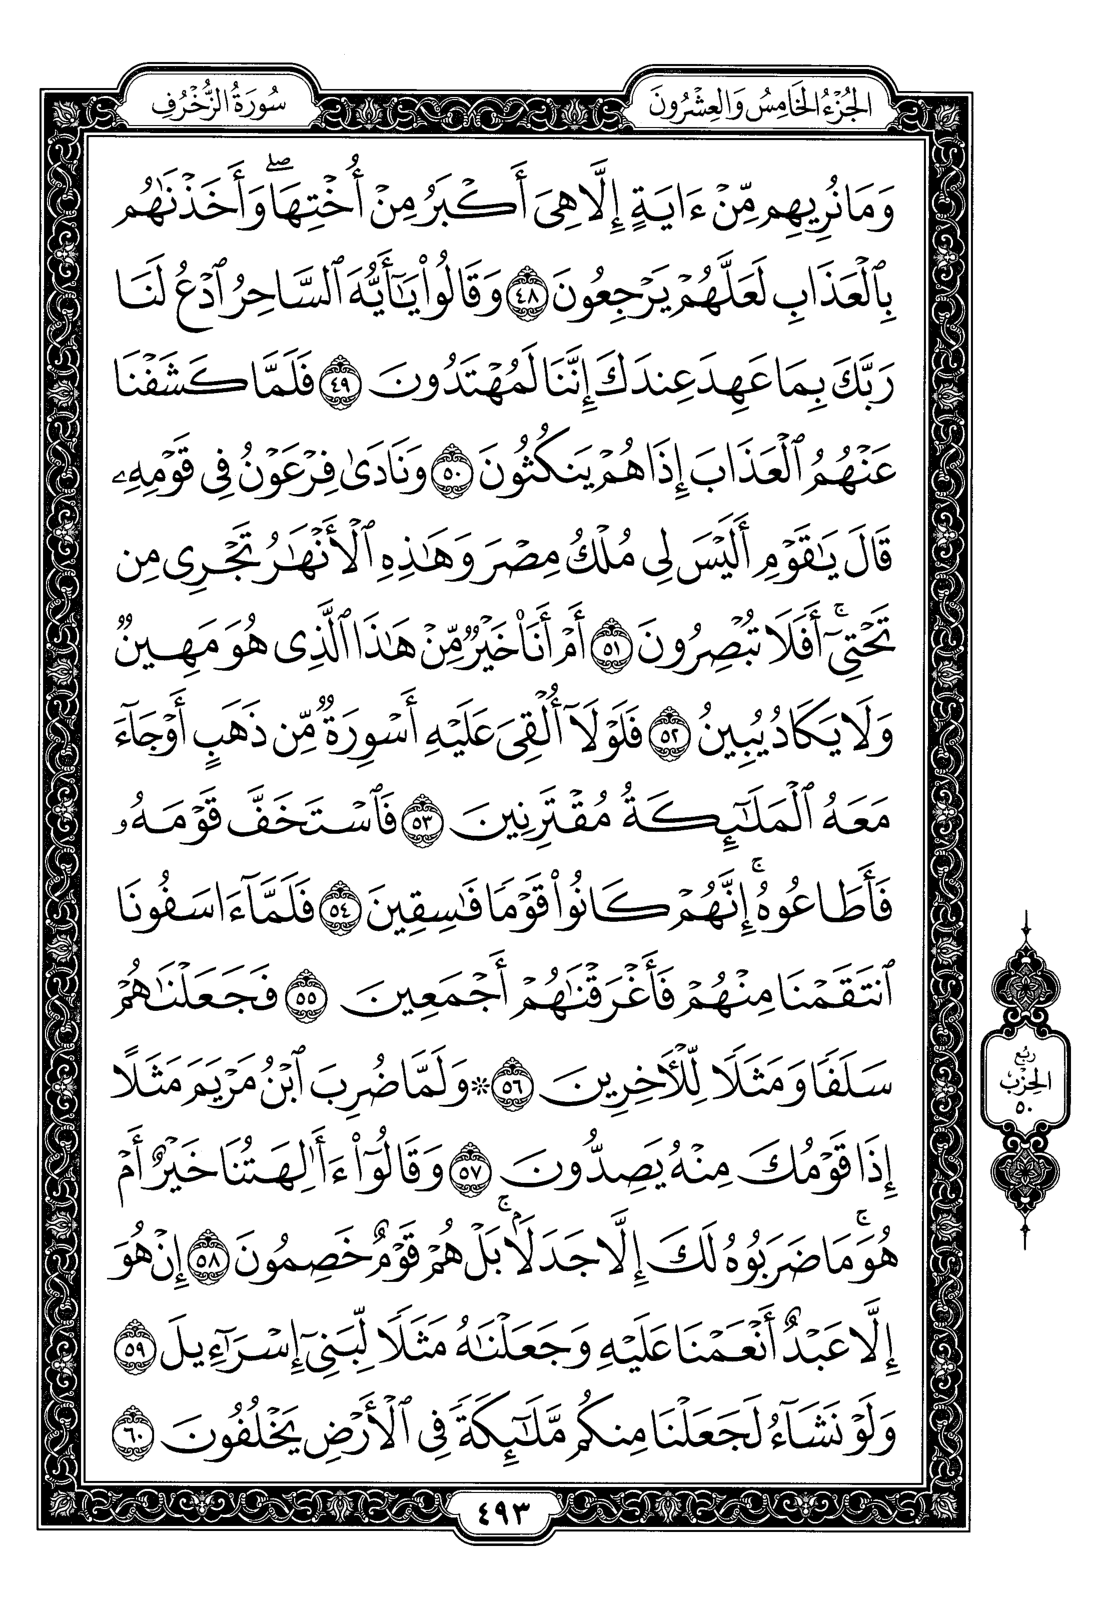 الجُزْءُ الخَامِسُ وَالعِشْرُونَ
سُورَةُ الزُّخْرُفِ
وَمَا نُرِيهِم مِّنْ ءَايَةٍ إِلَّا هِىَ أَكْبَرُ مِنْ أُخْتِهَا ۖ وَأَخَذْنَٰهُم
بِٱلْعَذَابِ لَعَلَّهُمْ يَرْجِعُونَ ٤٨ وَقَالُوا۟ يَٰٓأَيُّهَ ٱلسَّاحِرُ ٱدْعُ لَنَا
رَبَّكَ بِمَا عَهِدَ عِندَكَ إِنَّنَا لَمُهْتَدُونَ ٤٩ فَلَمَّا كَشَفْنَا
عَنْهُمُ ٱلْعَذَابَ إِذَا هُمْ يَنكُثُونَ ٥٠ وَنَادَىٰ فِرْعَوْنُ فِى قَوْمِهِۦ
قَالَ يَٰقَوْمِ أَلَيْسَ لِى مُلْكُ مِصْرَ وَهَٰذِهِ ٱلْأَنْهَٰرُ تَجْرِى مِن
تَحْتِىٓ ۚ أَفَلَا تُبْصِرُونَ ٥١ أَمْ أَنَا۠ خَيْرٌ مِّنْ هَٰذَا ٱلَّذِى هُوَ مَهِينٌ
وَلَا يَكَادُ يُبِينُ ٥٢ فَلَوْلَآ أُلْقِىَ عَلَيْهِ أَسْوِرَةٌ مِّن ذَهَبٍ أَوْ جَآءَ
مَعَهُ ٱلْمَلَٰٓئِكَةُ مُقْتَرِنِينَ ٥٣ فَٱسْتَخَفَّ قَوْمَهُۥ
فَأَطَاعُوهُ ۚ إِنَّهُمْ كَانُوا۟ قَوْمًا فَٰسِقِينَ ٥٤ فَلَمَّآ ءَاسَفُونَا
ٱنتَقَمْنَا مِنْهُمْ فَأَغْرَقْنَٰهُمْ أَجْمَعِينَ ٥٥ فَجَعَلْنَٰهُمْ
سَلَفًا وَمَثَلًا لِّلْـَٔاخِرِينَ ٥٦ ۞ وَلَمَّا ضُرِبَ ٱبْنُ مَرْيَمَ مَثَلًا
إِذَا قَوْمُكَ مِنْهُ يَصِدُّونَ ٥٧ وَقَالُوٓا۟ ءَأَٰلِهَتُنَا خَيْرٌ أَمْ
هُوَ ۚ مَا ضَرَبُوهُ لَكَ إِلَّا جَدَلًۢا ۚ بَلْ هُمْ قَوْمٌ خَصِمُونَ ٥٨ إِنْ هُوَ
إِلَّا عَبْدٌ أَنْعَمْنَا عَلَيْهِ وَجَعَلْنَٰهُ مَثَلًا لِّبَنِىٓ إِسْرَٰٓءِيلَ ٥٩
وَلَوْ نَشَآءُ لَجَعَلْنَا مِنكُم مَّلَٰٓئِكَةً فِى ٱلْأَرْضِ يَخْلُفُونَ ٦٠
رُبْعُ
الحِزْبِ
٥٠
٤٩٣